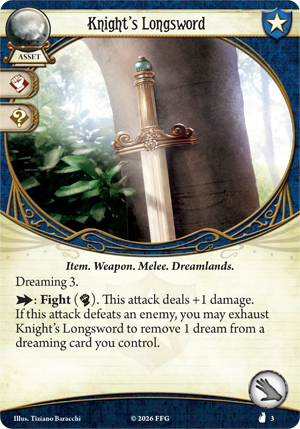 Knight's Longsword
ASSET
?
Item. Weapon. Melee. Dreamlands.
Dreaming 3.
: Fight (). This attack deals +1 damage.
If this attack defeats an enemy, you may exhaust
Knight's Longsword to remove 1 dream from a
dreaming card you control.
Illus. Tiziano Baracchi © 2026 FFG 3